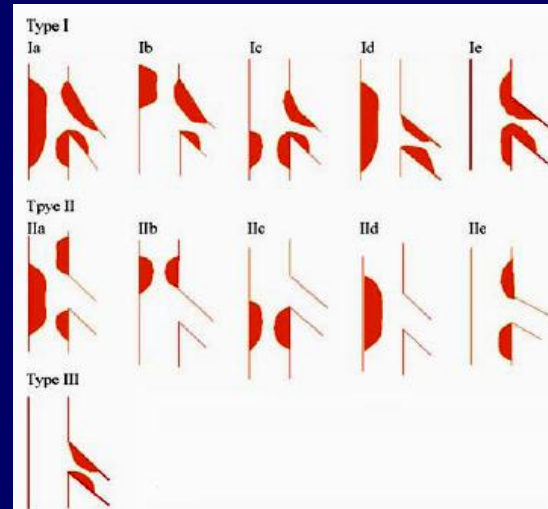 Type I
Ia Ib Ic Id Ie
Tpye II
IIa IIb IIc IId IIe
Type III